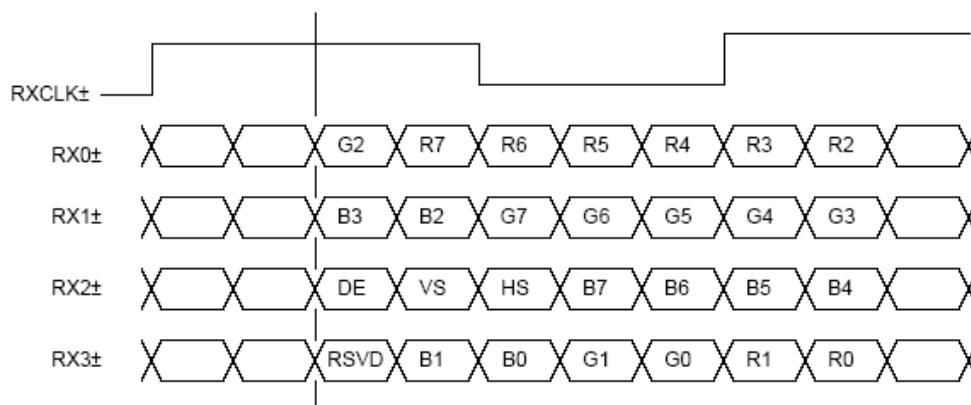 RXCLK±
RX0± G2 R7 R6 R5 R4 R3 R2
RX1± B3 B2 G7 G6 G5 G4 G3
RX2± DE VS HS B7 B6 B5 B4
RX3± RSVD B1 B0 G1 G0 R1 R0